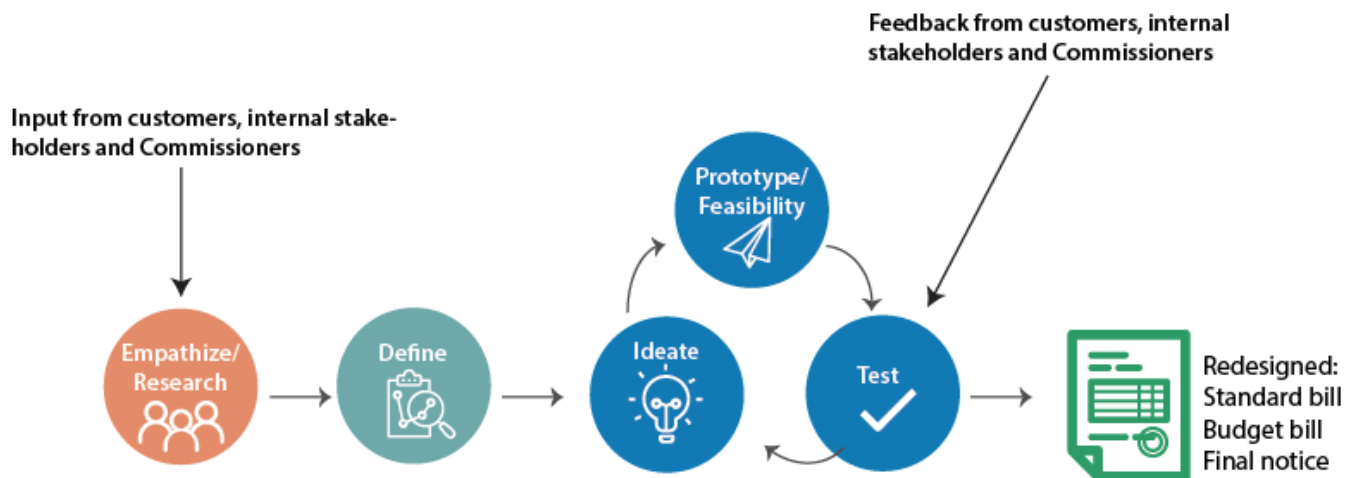 Feedback from customers, internal
stakeholders and Commissioners
Input from customers, internal stake-
holders and Commissioners
Prototype/
Feasibility
Empathize/
Research
Define
Ideate
Test
Redesigned:
Standard bill
Budget bill
Final notice